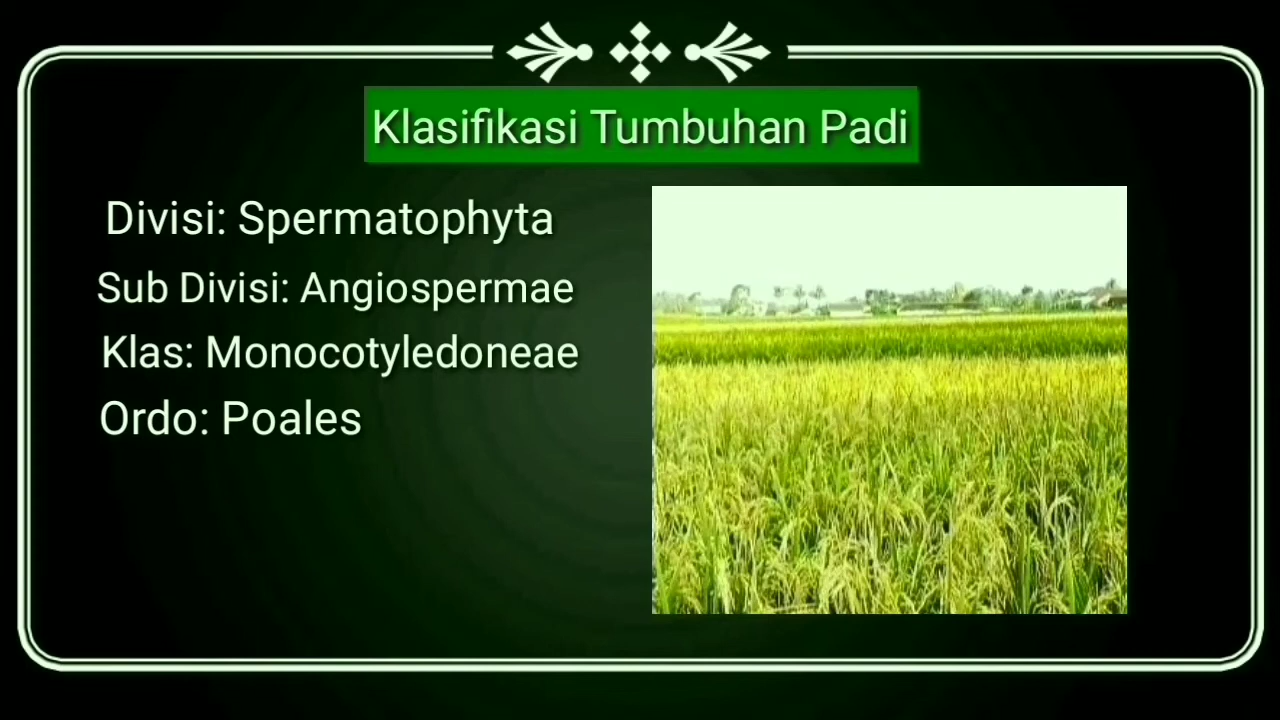 Klasifikasi Tumbuhan Padi
Divisi: Spermatophyta
Sub Divisi: Angiospermae
Klas: Monocotyledoneae
Ordo: Poales